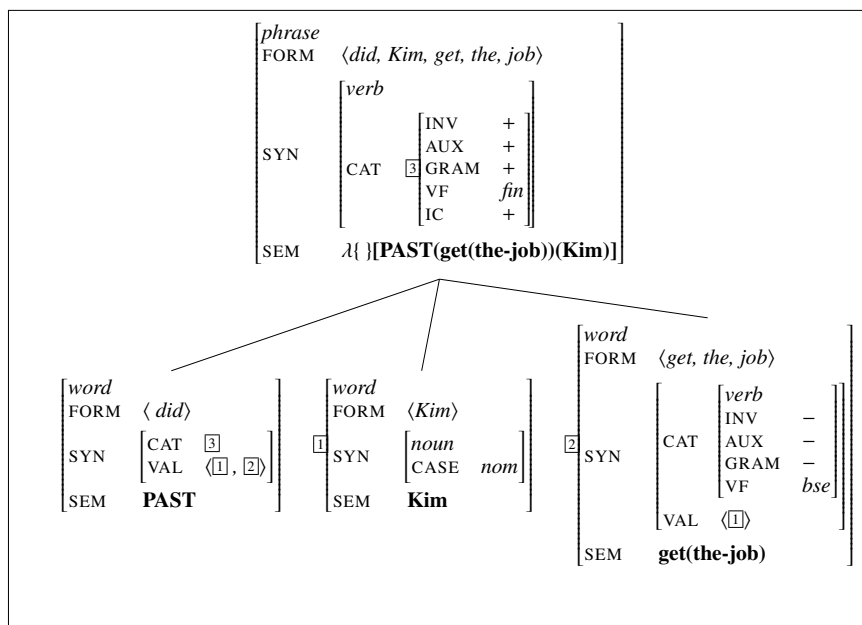 phrase
FORM ⟨did, Kim, get, the, job⟩
verb
INV +
AUX +
SYN CAT 3 GRAM +
VF fin
IC +
SEM λ{ }[PAST(get(the-job))(Kim)]
word
FORM ⟨ did⟩
SYN CAT 3
VAL ⟨1 , 2⟩
SEM PAST
1
word
FORM ⟨Kim⟩
SYN noun
CASE nom
SEM Kim
2
word
FORM ⟨get, the, job⟩
verb
INV −
SYN CAT AUX −
GRAM −
VF bse
VAL ⟨1⟩
SEM get(the-job)